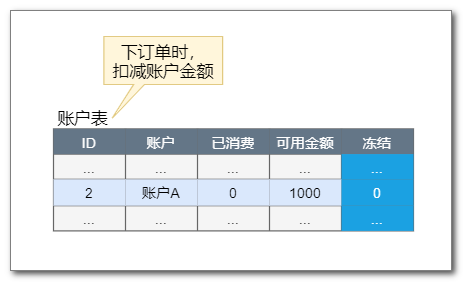 下订单时，
扣减账户金额
账户表
ID 账户 已消费 可用金额 冻结
... ... ... ... ...
2 账户A 0 1000 0
... ... ... ... ...